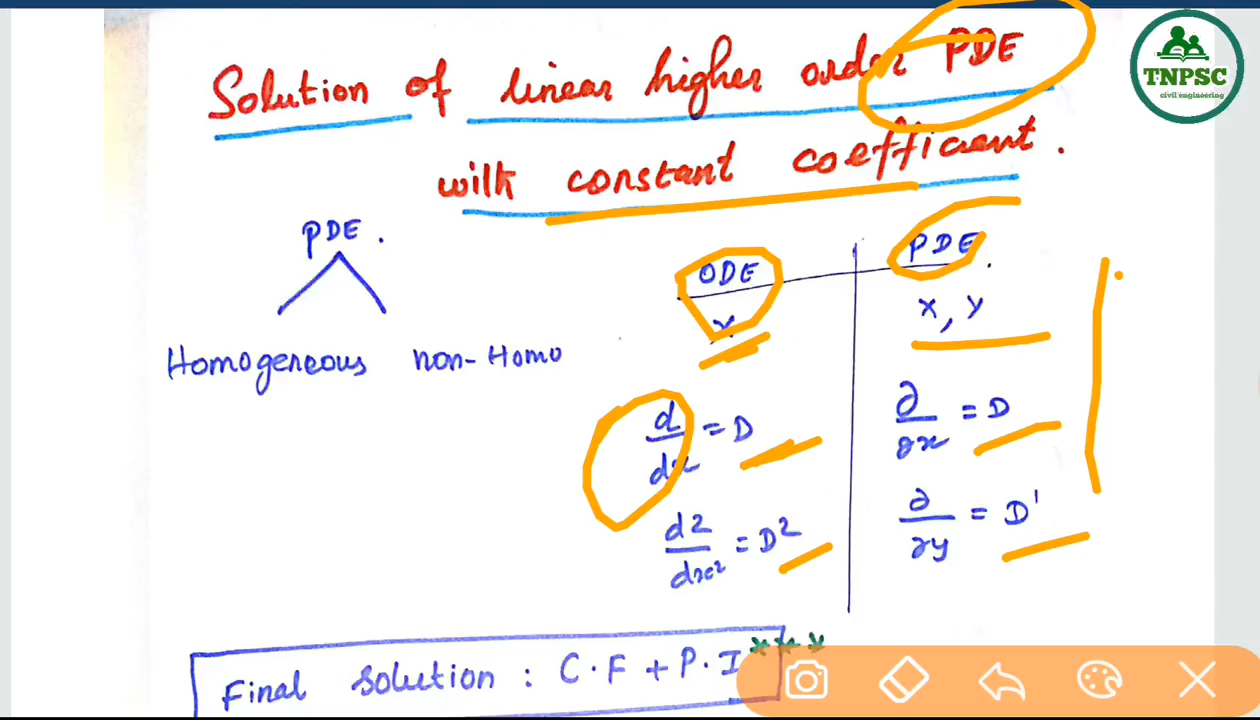 Solution of linear higher order PDE
with constant coefficient.
TNPSC
civil engineering
PDE.
Homogeneous non-Homo
ODE PDE.
x x, y
d/dx = D ∂/∂x = D
d2/dx² = D² ∂/∂y = D'
Final solution : C.F + P.I ***